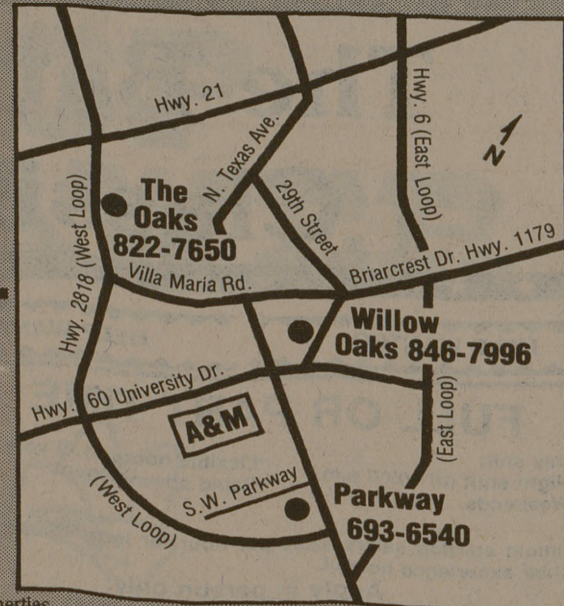 Hwy. 21
N. Texas Ave.
Hwy. 6 (East Loop)
N
The
Oaks
822-7650
29th Street
Hwy. 2818 (West Loop)
Villa Maria Rd.
Briarcrest Dr. Hwy. 1179
Willow
Oaks 846-7996
Hwy. 60 University Dr.
A&M
(East Loop)
(West Loop)
S.W. Parkway
Parkway
693-6540